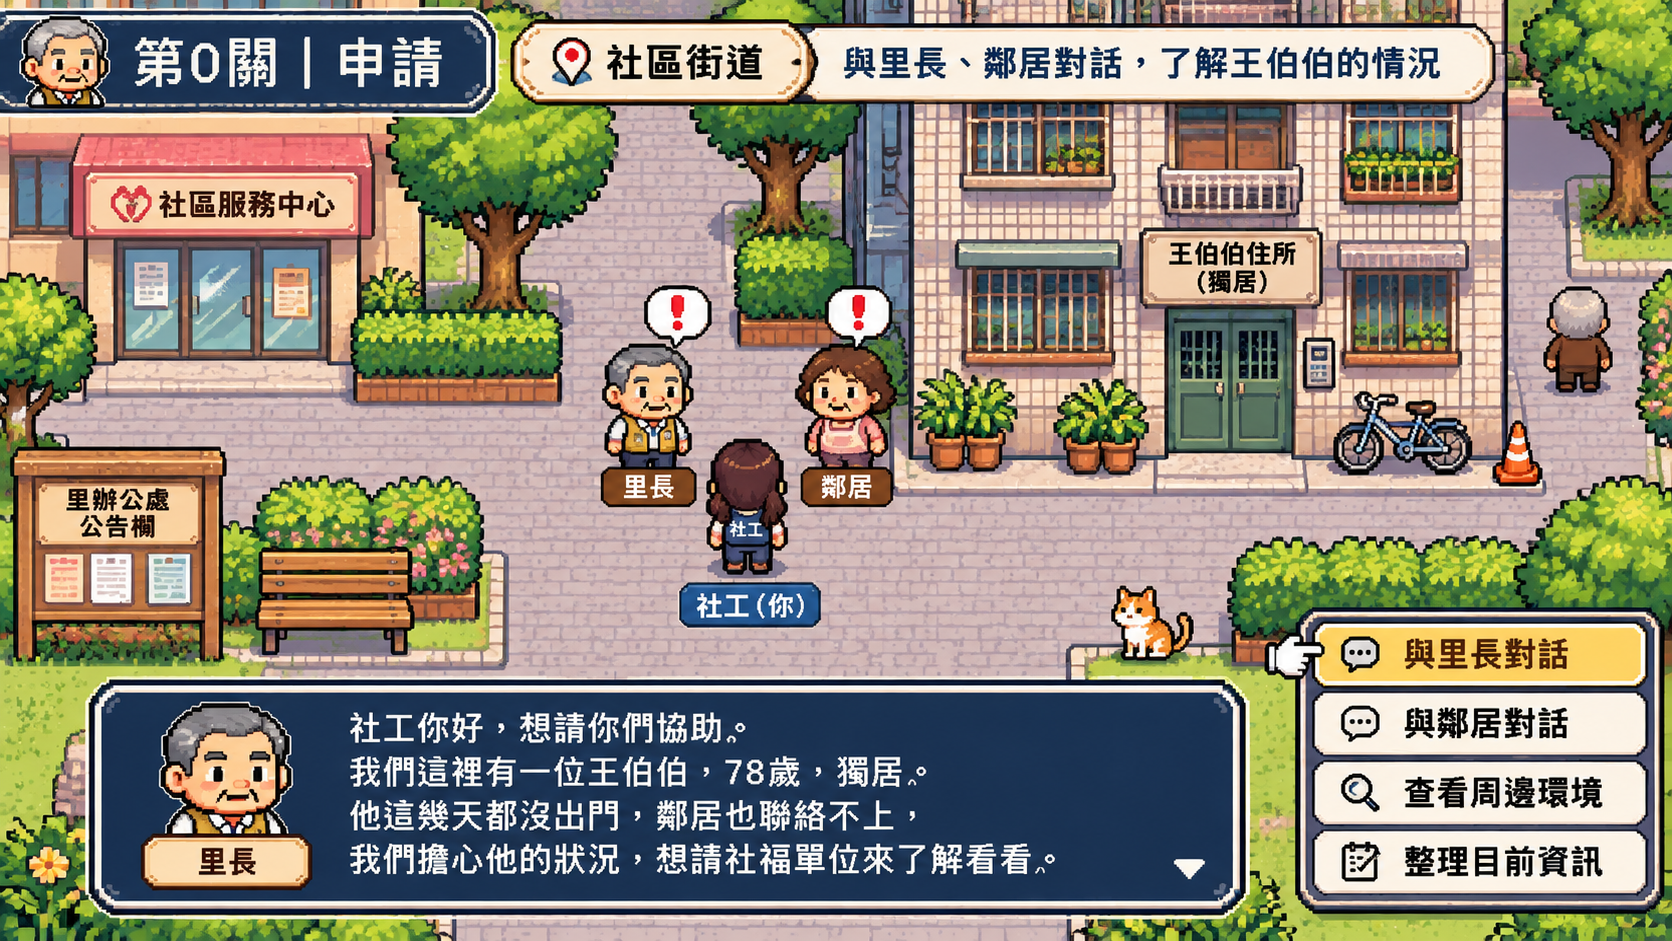 第0關｜申請
社區街道
與里長、鄰居對話，了解王伯伯的情況
社區服務中心
王伯伯住所
(獨居)
里辦公處
公告欄
里長
鄰居
社工
社工(你)
社工你好，想請你們協助。
我們這裡有一位王伯伯，78歲，獨居。
他這幾天都沒出門，鄰居也聯絡不上，
我們擔心他的狀況，想請社福單位來了解看看。
里長
與里長對話
與鄰居對話
查看周邊環境
整理目前資訊